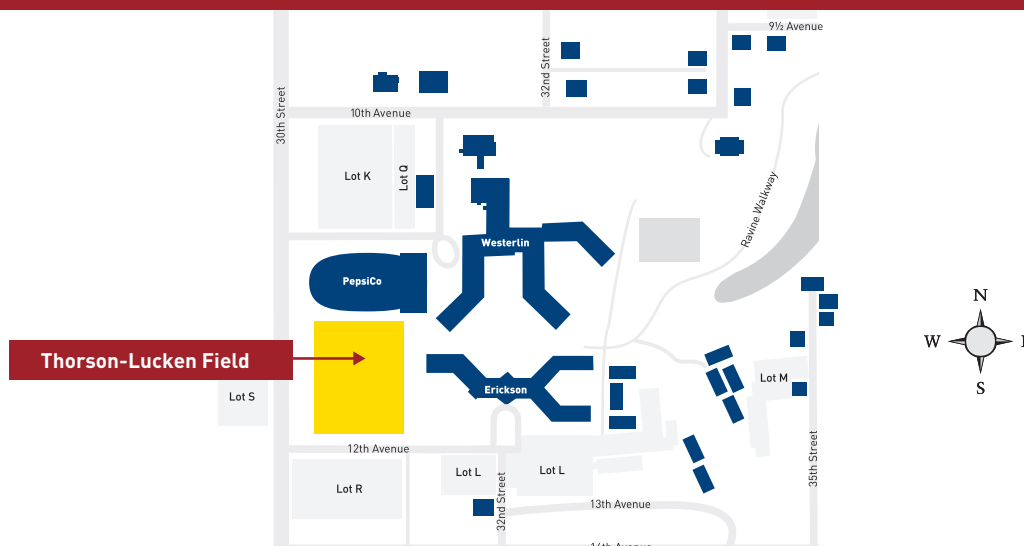 9½ Avenue
32nd Street
30th Street
10th Avenue
Lot K
Lot Q
Ravine Walkway
Westerlin
PepsiCo
N
W
S
Thorson-Lucken Field
Lot S
Erickson
Lot M
12th Avenue
35th Street
Lot L
Lot L
Lot R
32nd Street
13th Avenue